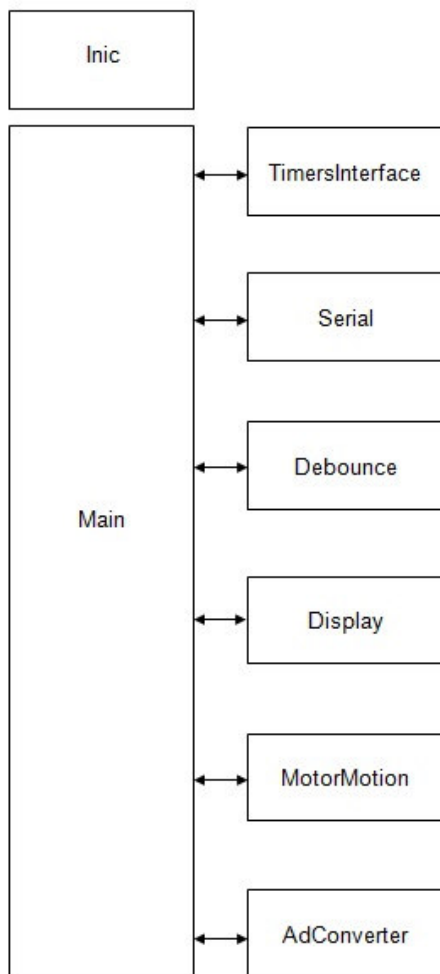 Inic
TimersInterface
Serial
Debounce
Main
Display
MotorMotion
AdConverter